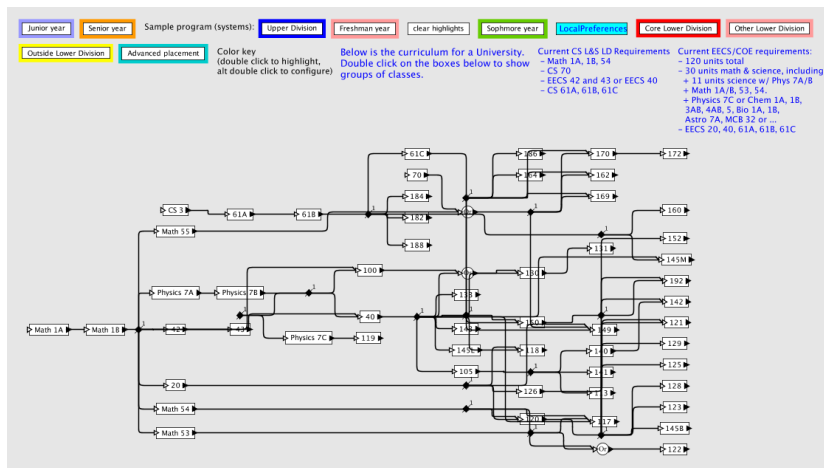 Junior year
Senior year
Sample program (systems):
Upper Division
Freshman year
clear highlights
Sophmore year
LocalPreferences
Core Lower Division
Other Lower Division
Outside Lower Division
Advanced placement
Color key
(double click to highlight,
alt double click to configure)
Below is the curriculum for a University.
Double click on the boxes below to show
groups of classes.
Current CS L&S LD Requirements
- Math 1A, 1B, 54
- CS 70
- EECS 42 and 43 or EECS 40
- CS 61A, 61B, 61C
Current EECS/COE requirements:
- 120 units total
- 30 units math & science, including
+ 11 units science w/ Phys 7A/B
+ Math 1A/B, 53, 54.
+ Physics 7C or Chem 1A, 1B,
3AB, 4AB, 5, Bio 1A, 1B,
Astro 7A, MCB 32 or ...
- EECS 20, 40, 61A, 61B, 61C
61C
186
170
172
70
164
162
184
169
CS 3
61A
61B
182
160
Math 55
188
131
152
145M
100
Or
130
192
Physics 7A
Physics 7B
138
142
40
150
121
Math 1A
Math 1B
42
43
149
Physics 7C
119
145L
118
140
129
105
141
125
20
126
113
128
Math 54
120
117
123
Math 53
145B
Or
122